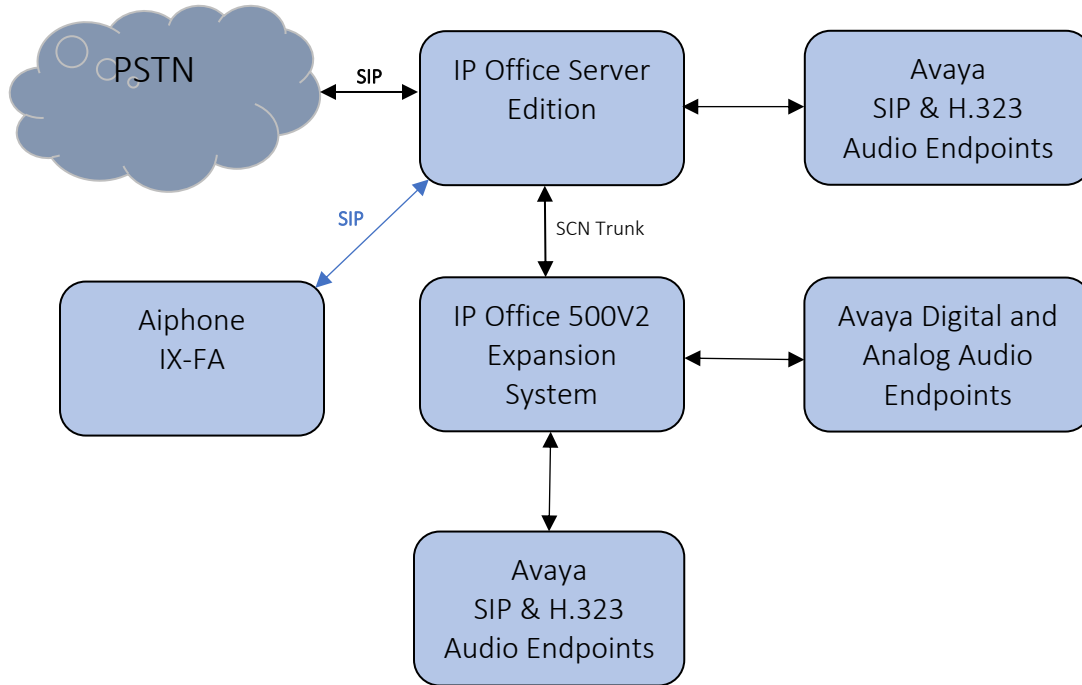 PSTN
SIP
IP Office Server
Edition
Avaya
SIP & H.323
Audio Endpoints
SIP
SCN Trunk
Aiphone
IX-FA
IP Office 500V2
Expansion
System
Avaya Digital and
Analog Audio
Endpoints
Avaya
SIP & H.323
Audio Endpoints